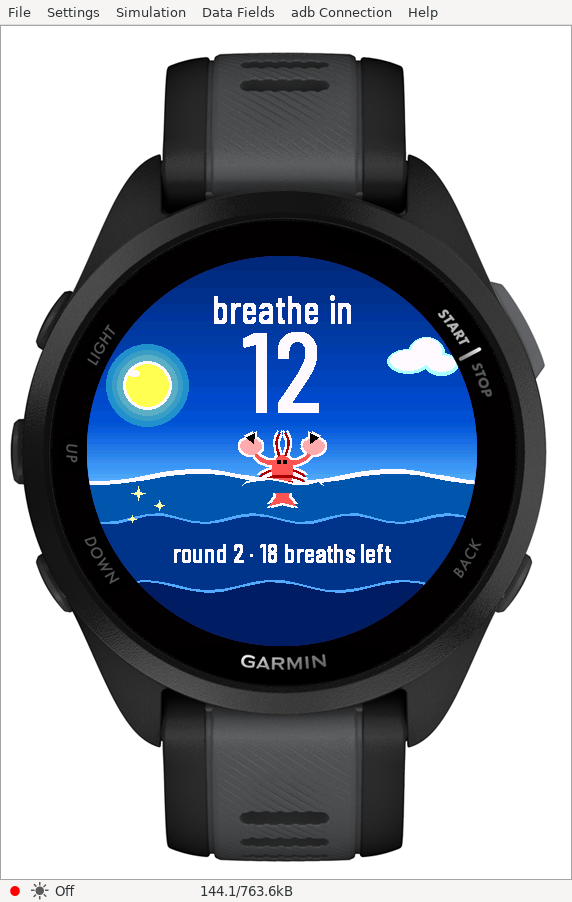 File Settings Simulation Data Fields adb Connection Help
breathe in
12
LIGHT
START
STOP
UP
round 2 · 18 breaths left
DOWN
BACK
GARMIN
Off 144.1/763.6kB